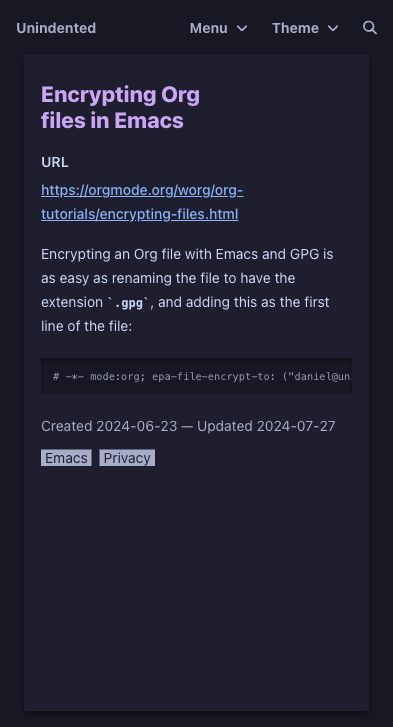 Unindented Menu Theme
Encrypting Org
files in Emacs
URL
https://orgmode.org/worg/org-
tutorials/encrypting-files.html
Encrypting an Org file with Emacs and GPG is
as easy as renaming the file to have the
extension `.gpg`, and adding this as the first
line of the file:
# -*- mode:org; epa-file-encrypt-to: ("daniel@un
Created 2024-06-23 — Updated 2024-07-27
Emacs Privacy